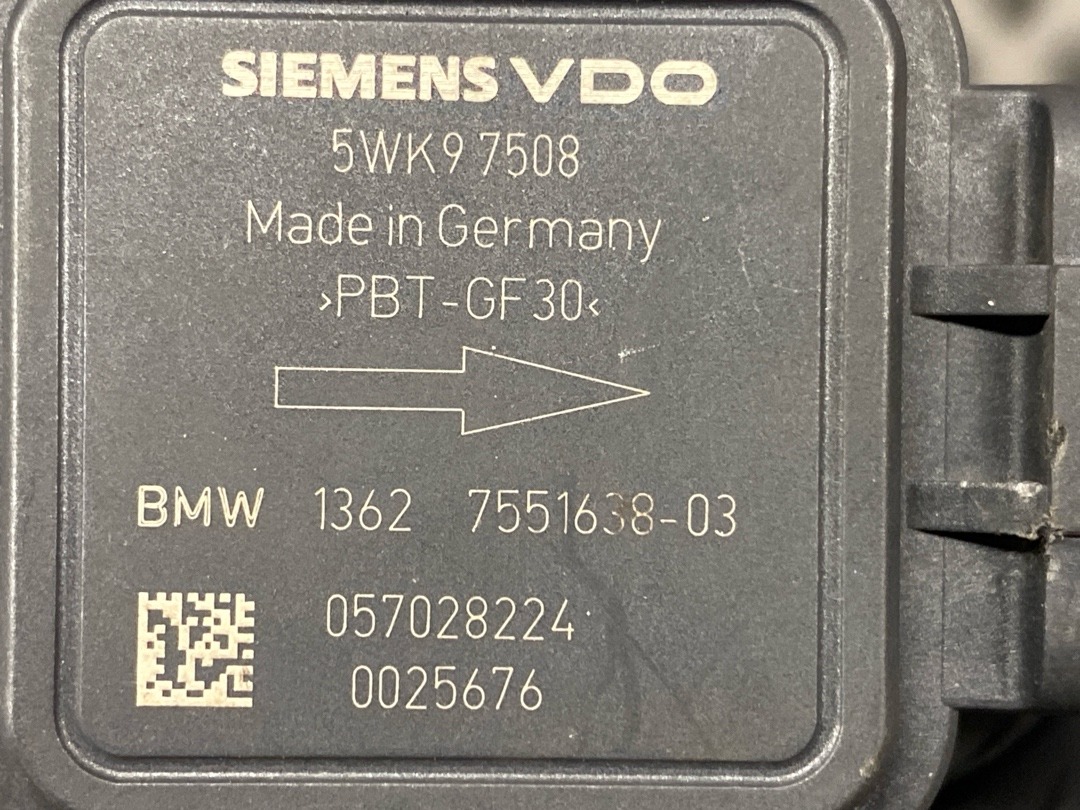 SIEMENS VDO
5WK9 7508
Made in Germany
>PBT-GF30<
BMW 1362 7551638-03
057028224
0025676